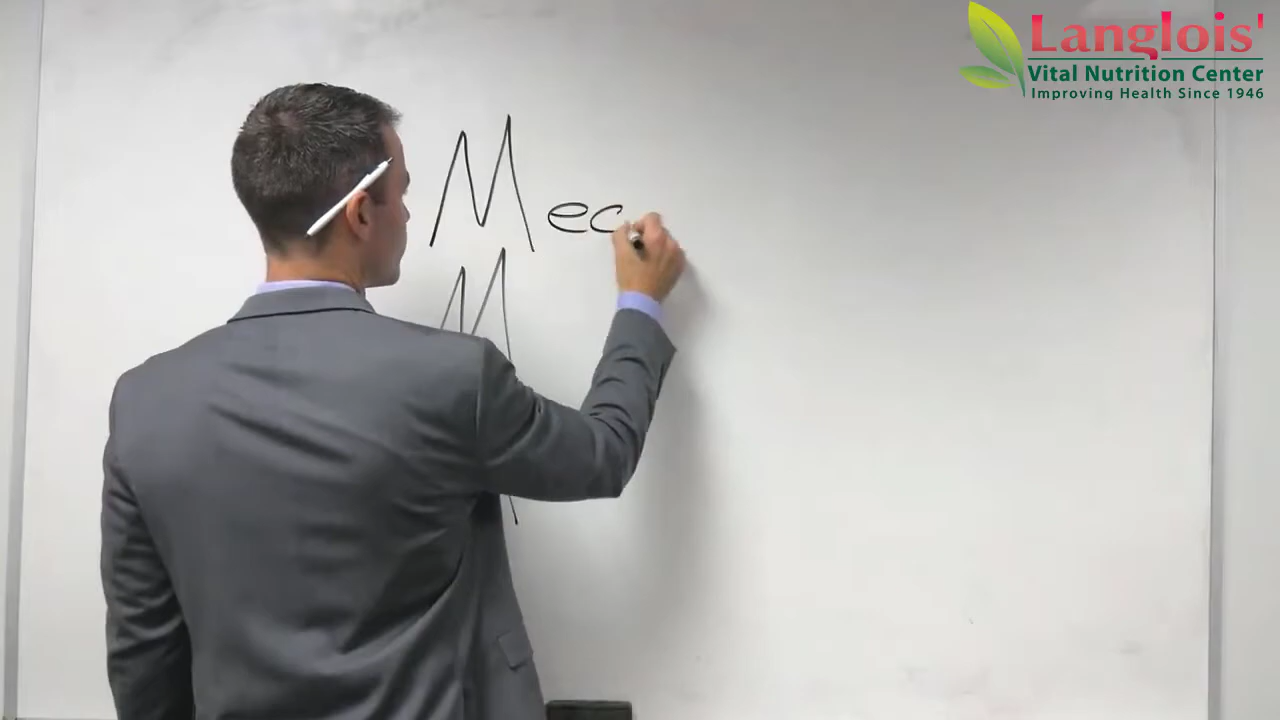 Langlois'
Vital Nutrition Center
Improving Health Since 1946
Mec
M